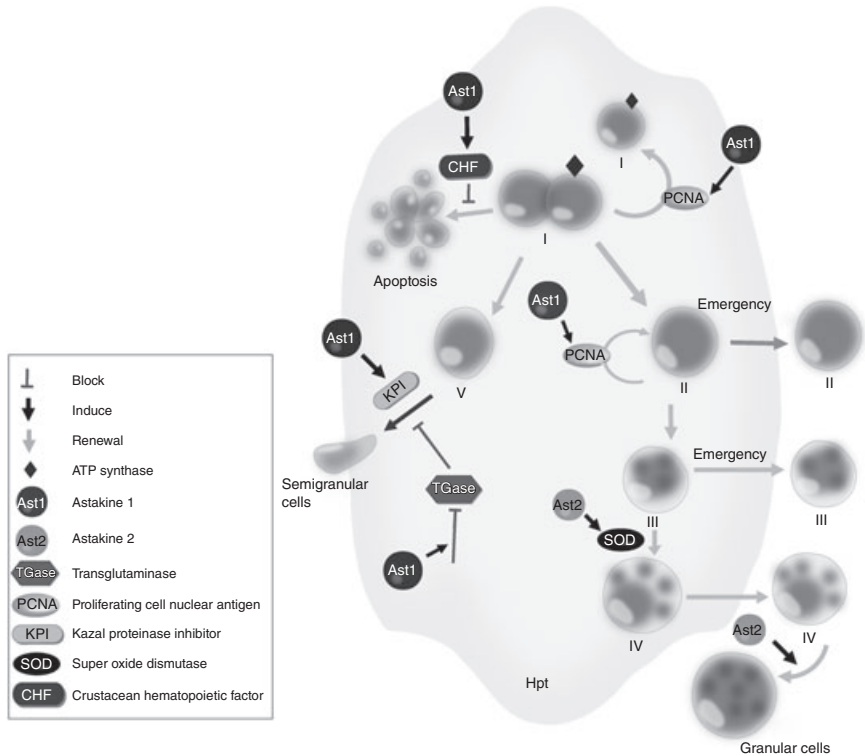 Ast1
CHF
Apoptosis
I
I
Ast1
PCNA
Ast1
PCNA
II
Emergency
II
Ast1
KPI
V
Semigranular
cells
TGase
Ast1
Emergency
III
III
Ast2
SOD
IV
IV
Ast2
Granular cells
Hpt
Block
Induce
Renewal
ATP synthase
Ast1 Astakine 1
Ast2 Astakine 2
TGase Transglutaminase
PCNA Proliferating cell nuclear antigen
KPI Kazal proteinase inhibitor
SOD Super oxide dismutase
CHF Crustacean hematopoietic factor